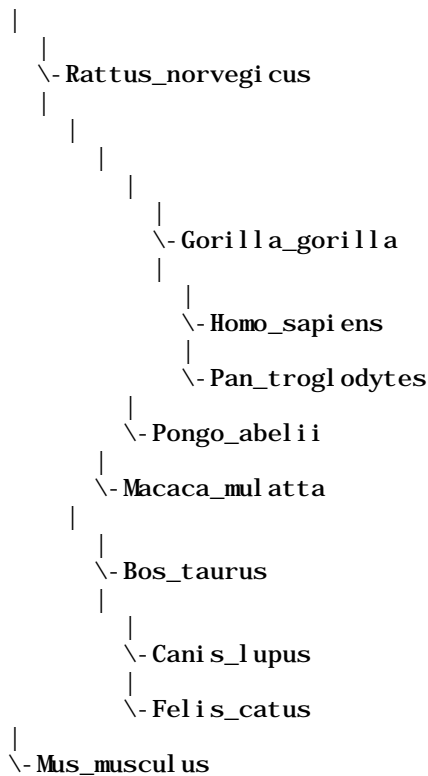 |
  |
  \-Rattus_norvegicus
  |
    |
      |
        |
          |
          \-Gorilla_gorilla
          |
            |
            \-Homo_sapiens
            |
            \-Pan_troglodytes
        |
        \-Pongo_abelii
      |
      \-Macaca_mulatta
    |
      |
      \-Bos_taurus
      |
        |
        \-Canis_lupus
        |
        \-Felis_catus
|
\-Mus_musculus